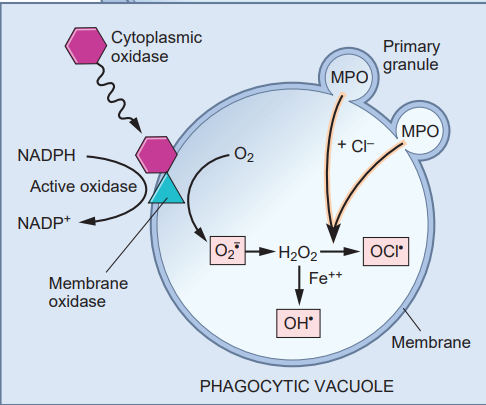 Cytoplasmic
oxidase
Primary
granule
MPO
MPO
+ Cl–
NADPH
O₂
Active oxidase
NADP⁺
O₂•̄
H₂O₂
OCl•
Fe⁺⁺
Membrane
oxidase
OH•
Membrane
PHAGOCYTIC VACUOLE